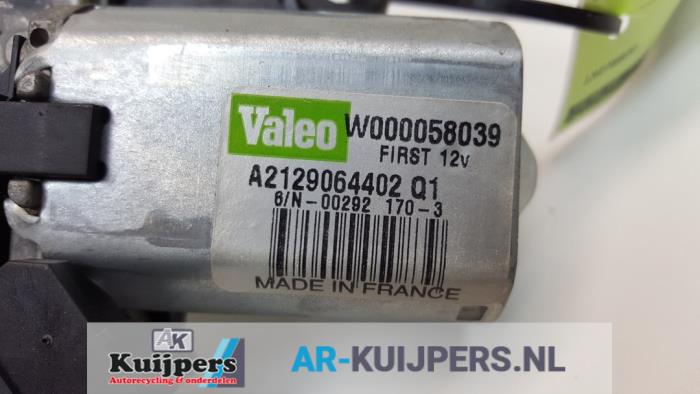 Valeo W000058039
FIRST 12v
A2129064402 Q1
6/N-00292 170-3
MADE IN FRANCE
AK
Kuijpers
Autorecycling & onderdelen
AR-KUIJPERS.NL